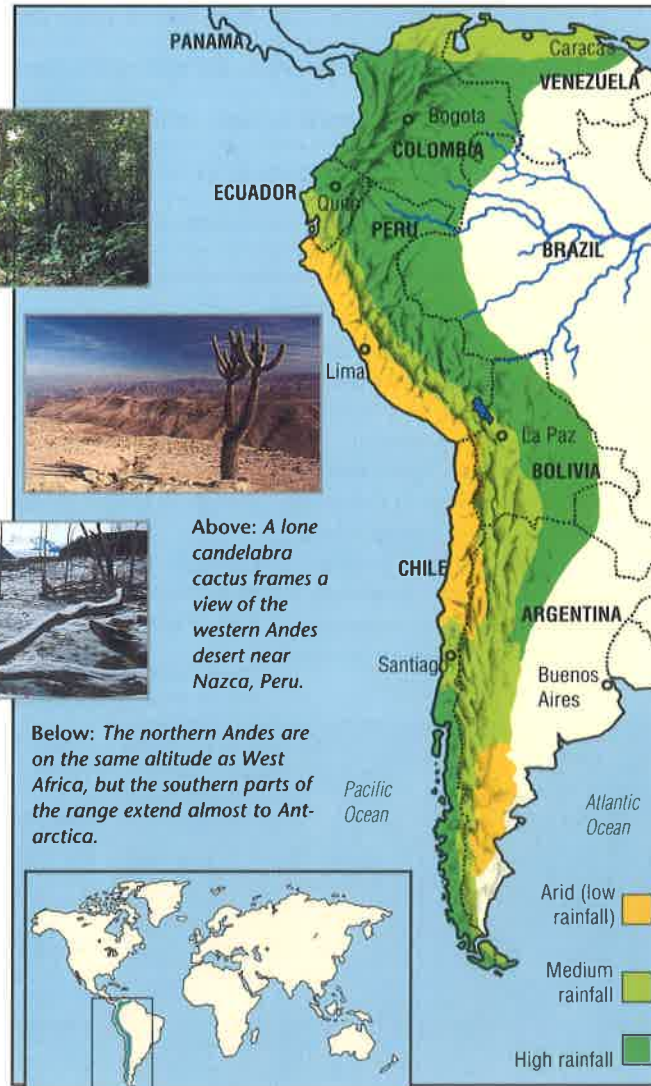 PANAMA
Caracas
VENEZUELA
Bogota
COLOMBIA
ECUADOR
Quito
PERU
BRAZIL
Lima
La Paz
BOLIVIA
Above: A lone
candelabra
cactus frames a
view of the
western Andes
desert near
Nazca, Peru.
CHILE
ARGENTINA
Santiago
Buenos
Aires
Below: The northern Andes are
on the same altitude as West
Africa, but the southern parts of
the range extend almost to Ant-
arctica.
Pacific
Ocean
Atlantic
Ocean
Arid (low
rainfall)
Medium
rainfall
High rainfall